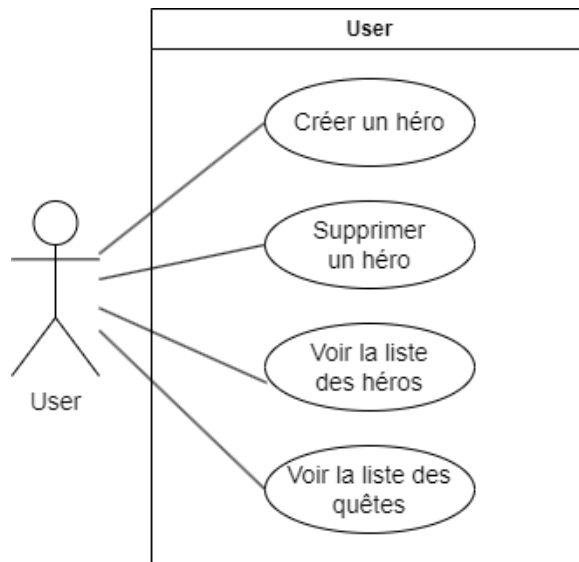 User
Créer un héro
Supprimer
un héro
Voir la liste
des héros
User
Voir la liste des
quêtes